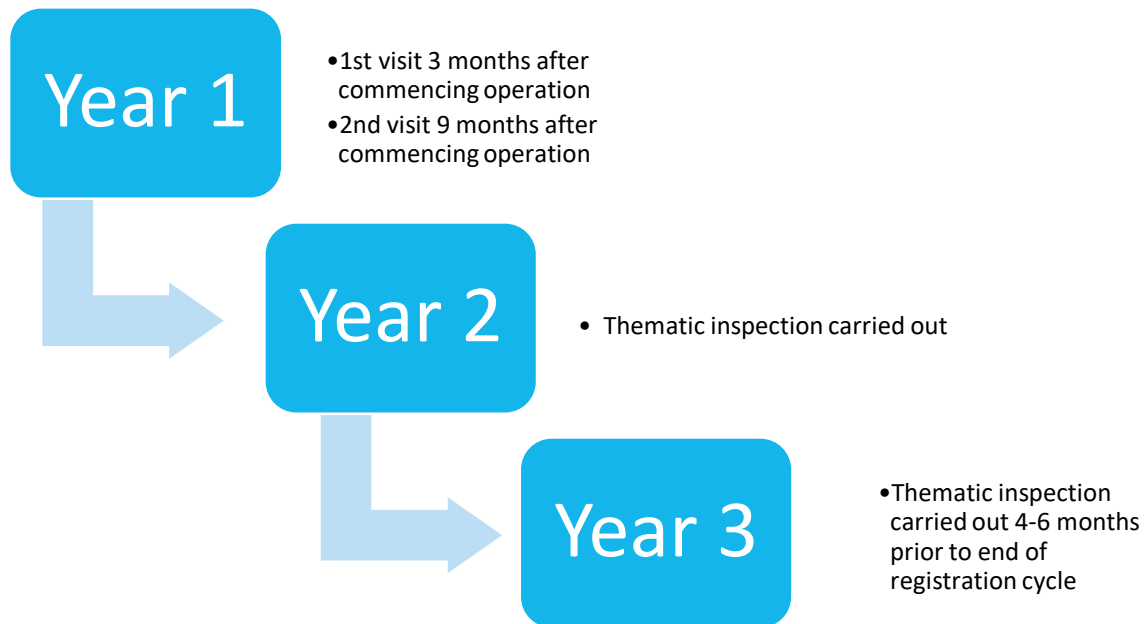 Year 1
•1st visit 3 months after
commencing operation
•2nd visit 9 months after
commencing operation
Year 2
• Thematic inspection carried out
Year 3
•Thematic inspection
carried out 4-6 months
prior to end of
registration cycle